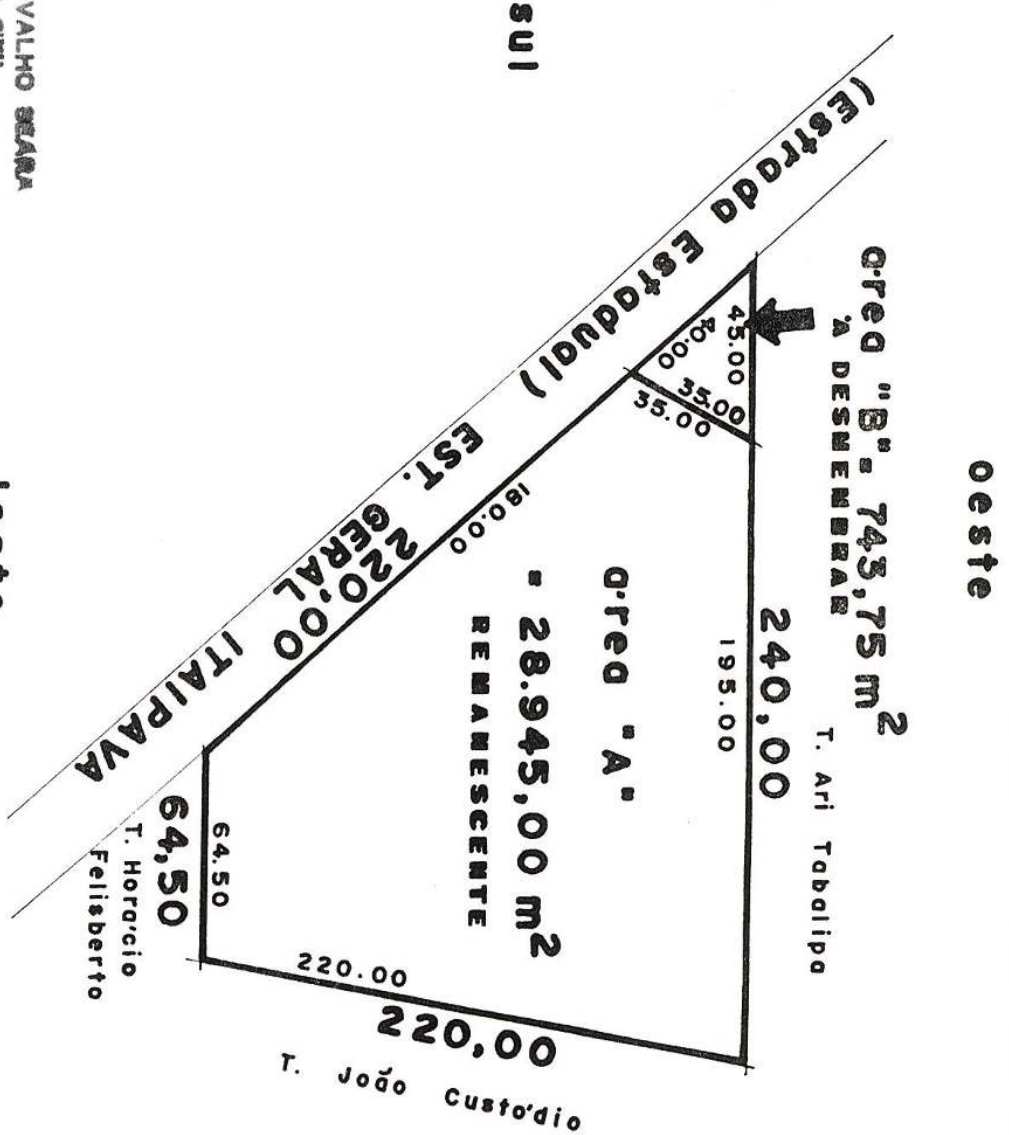 oeste
área "B" = 743,75 m²
À DESMEMBRAR
T. Ari Tabalipa
240,00
195.00
45.00
40.00
35.00
35.00
área "A"
= 28.945,00 m²
REMANESCENTE
180.00
220,00
(Estrada Estadual)
EST. GERAL ITAIPAVA
64.50
64,50
T. Horácio
Felisberto
220.00
220,00
T. João Custódio
sul
VALHO SEÁRA